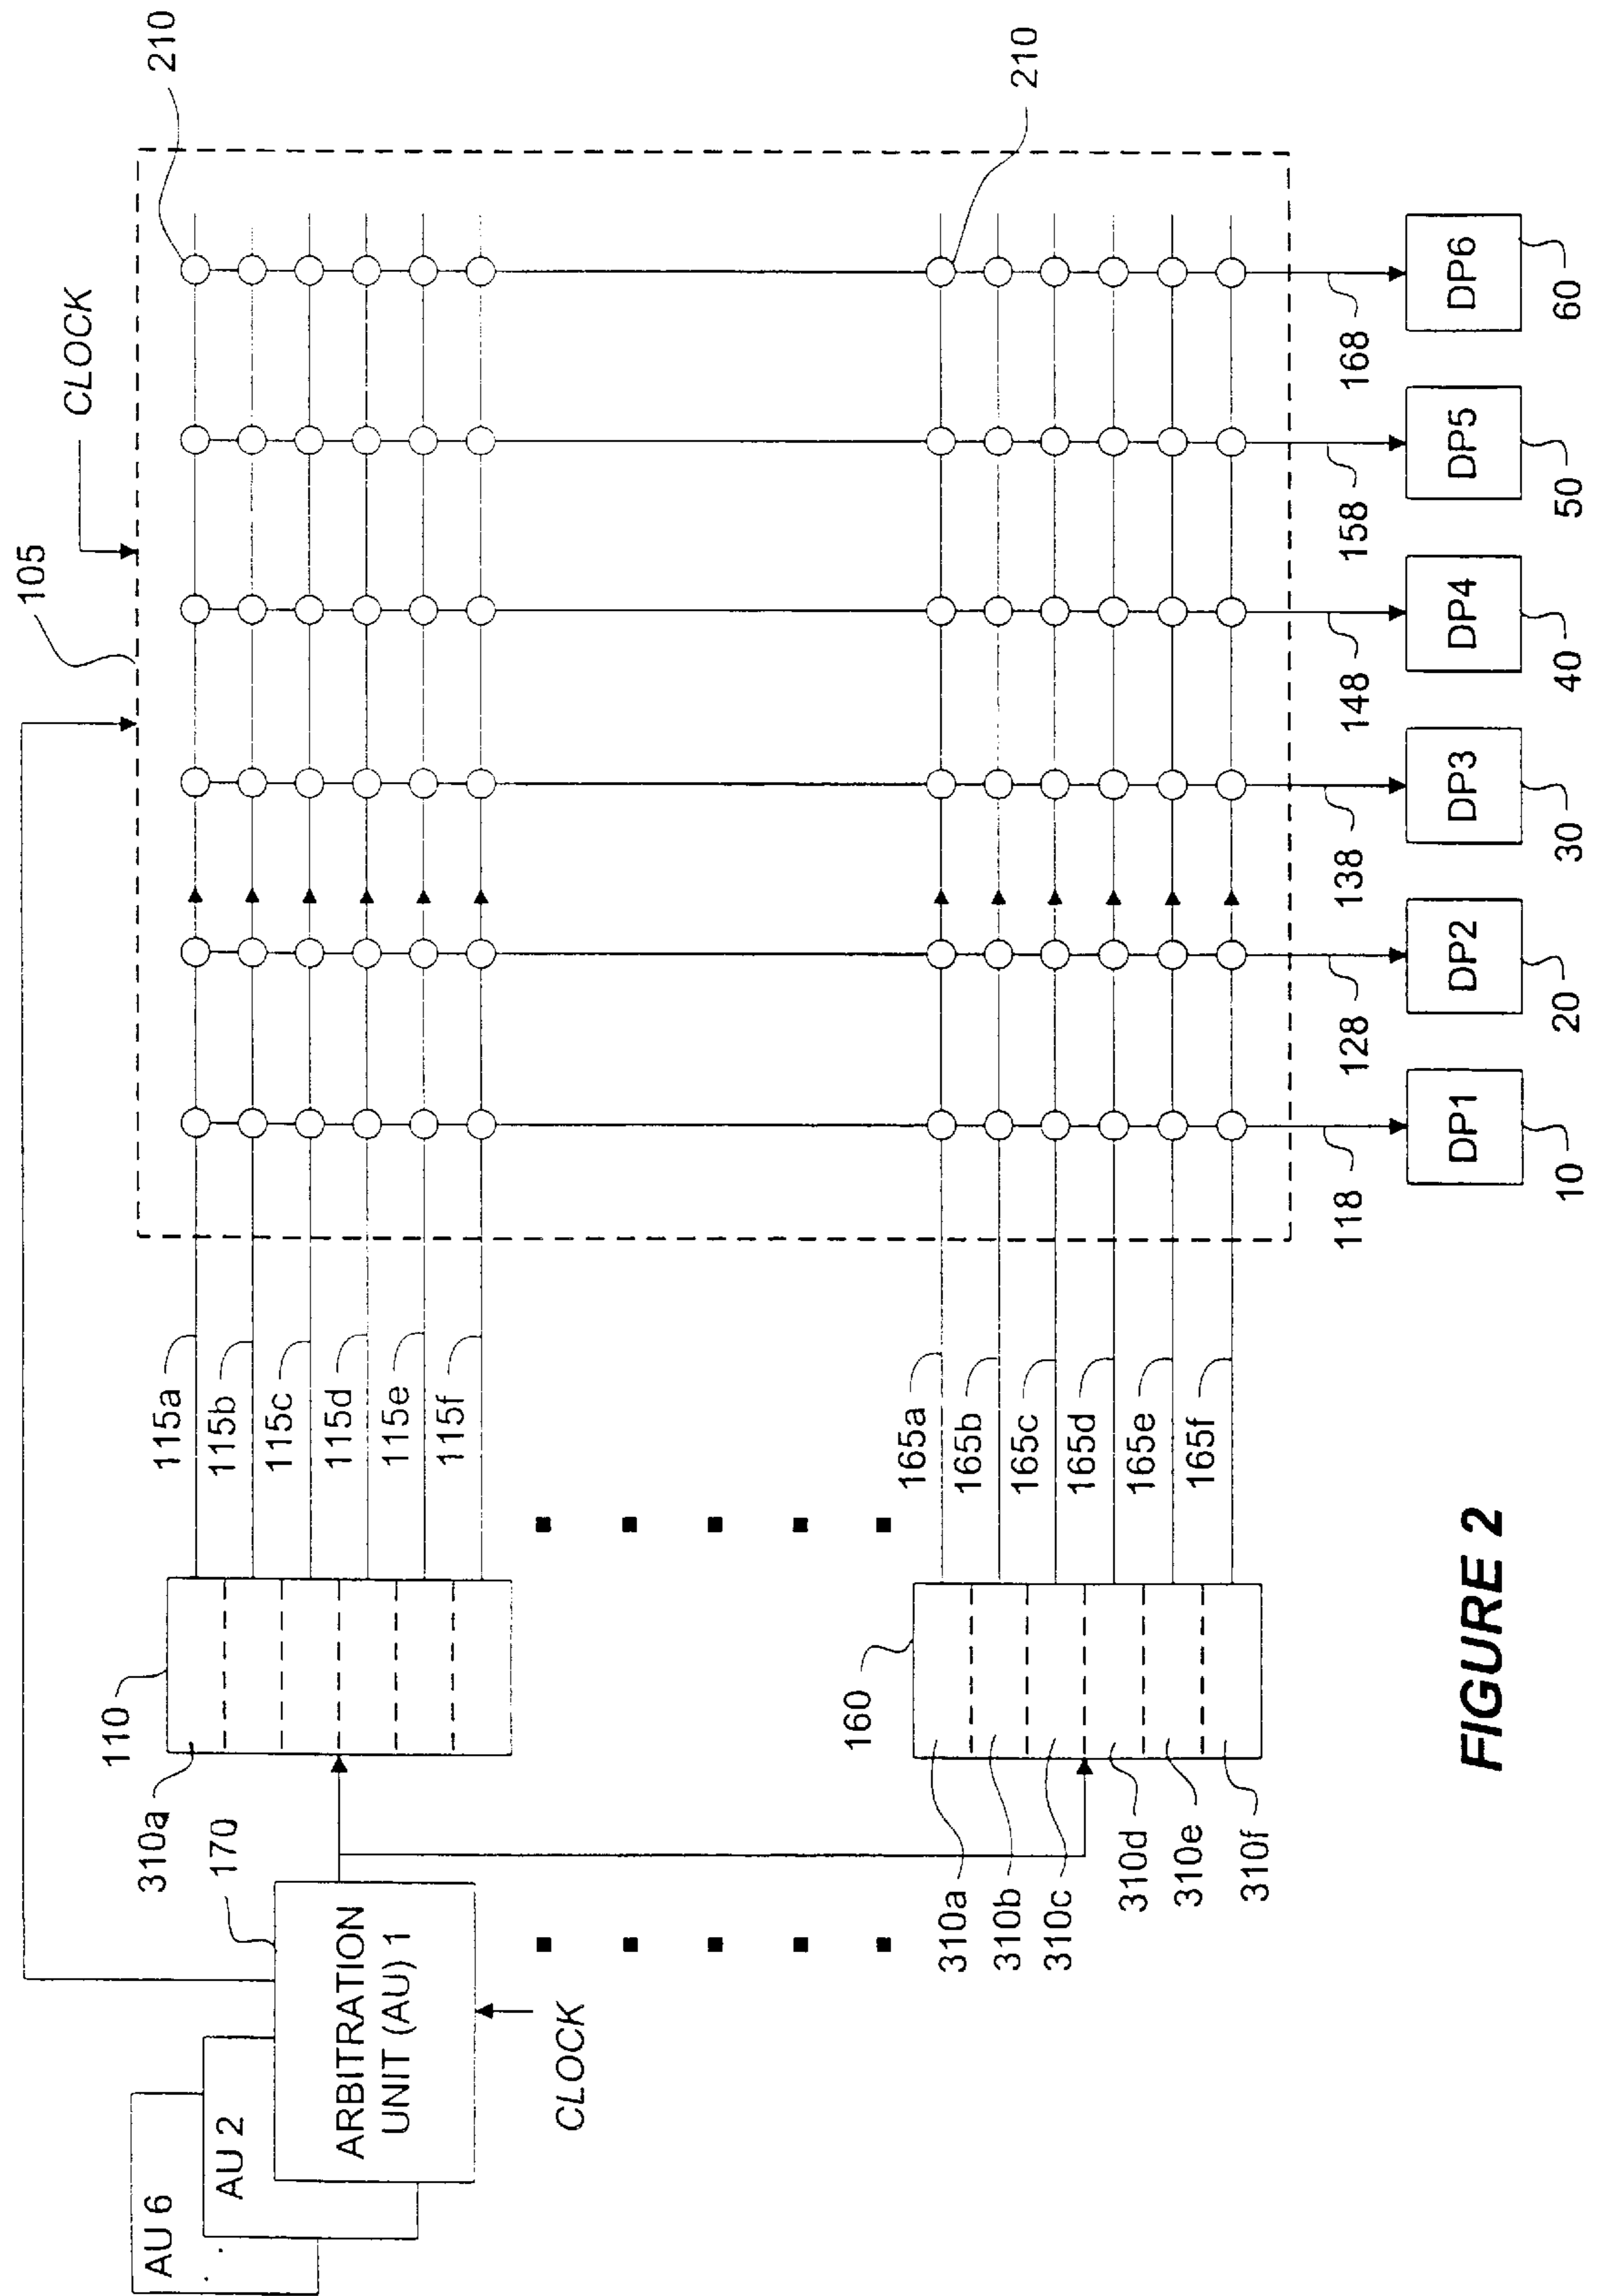 105
CLOCK
210
AU 6
AU 2
ARBITRATION
UNIT (AU) 1
170
CLOCK
310a
110
115a
115b
115c
115d
115e
115f
210
160
310a
310b
310c
310d
310e
310f
165a
165b
165c
165d
165e
165f
118
128
138
148
158
168
DP1
DP2
DP3
DP4
DP5
DP6
10
20
30
40
50
60
FIGURE 2